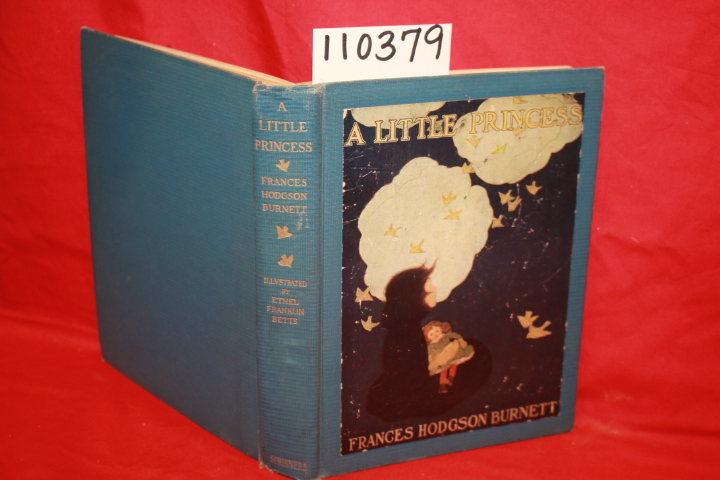 110379
A
LITTLE
PRINCESS
FRANCES
HODGSON
BURNETT
ILLUSTRATED
BY
ETHEL
FRANKLIN
BETTS
SCRIBNERS
A LITTLE PRINCESS
FRANCES HODGSON BURNETT